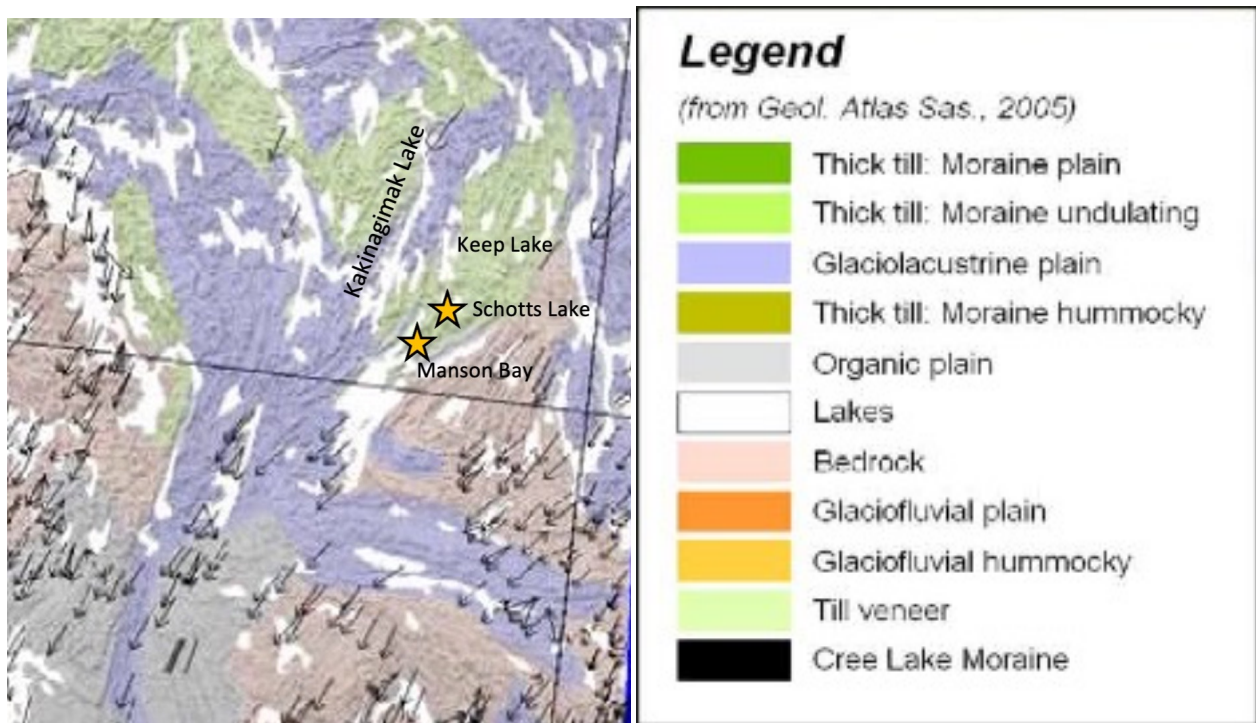 Kakinagimak Lake
Keep Lake
Schotts Lake
Manson Bay
Legend
(from Geol. Atlas Sas., 2005)
Thick till: Moraine plain
Thick till: Moraine undulating
Glaciolacustrine plain
Thick till: Moraine hummocky
Organic plain
Lakes
Bedrock
Glaciofluvial plain
Glaciofluvial hummocky
Till veneer
Cree Lake Moraine